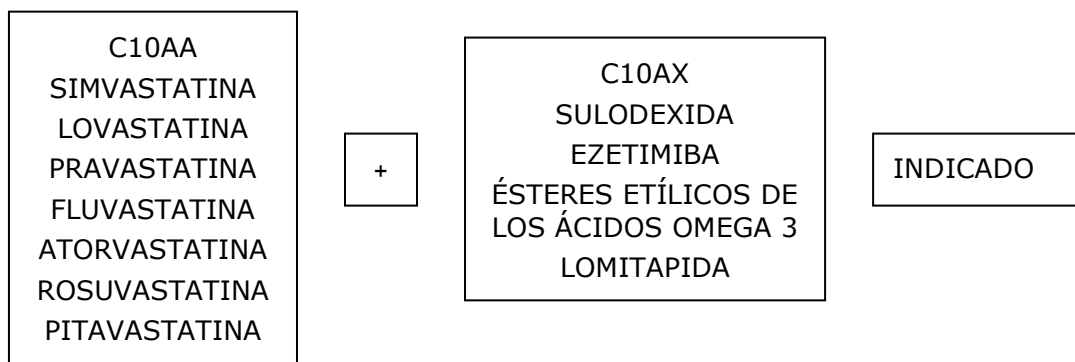 C10AA
SIMVASTATINA
LOVASTATINA
PRAVASTATINA
FLUVASTATINA
ATORVASTATINA
ROSUVASTATINA
PITAVASTATINA
+
C10AX
SULODEXIDA
EZETIMIBA
ÉSTERES ETÍLICOS DE
LOS ÁCIDOS OMEGA 3
LOMITAPIDA
INDICADO